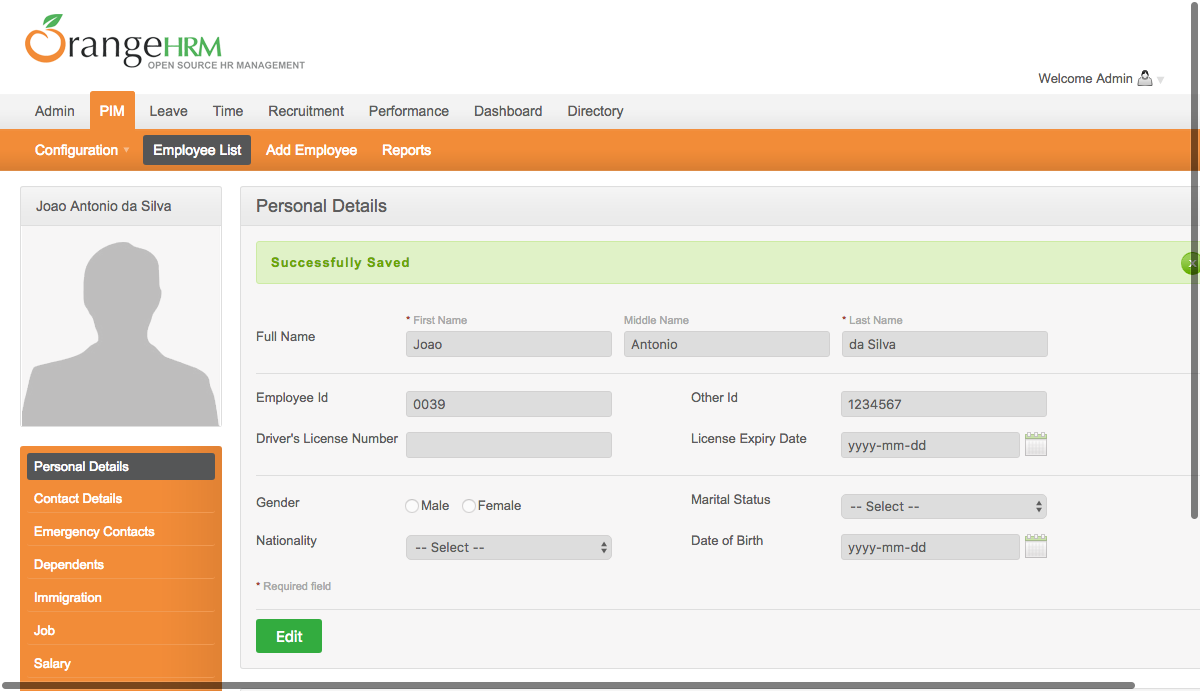 OrangeHRM
OPEN SOURCE HR MANAGEMENT
Welcome Admin
Admin PIM Leave Time Recruitment Performance Dashboard Directory
Configuration Employee List Add Employee Reports
Joao Antonio da Silva
Personal Details
Successfully Saved
* First Name Middle Name * Last Name
Full Name Joao Antonio da Silva
Employee Id 0039 Other Id 1234567
Driver's License Number License Expiry Date yyyy-mm-dd
Gender Male Female Marital Status -- Select --
Nationality -- Select -- Date of Birth yyyy-mm-dd
* Required field
Edit
Personal Details
Contact Details
Emergency Contacts
Dependents
Immigration
Job
Salary